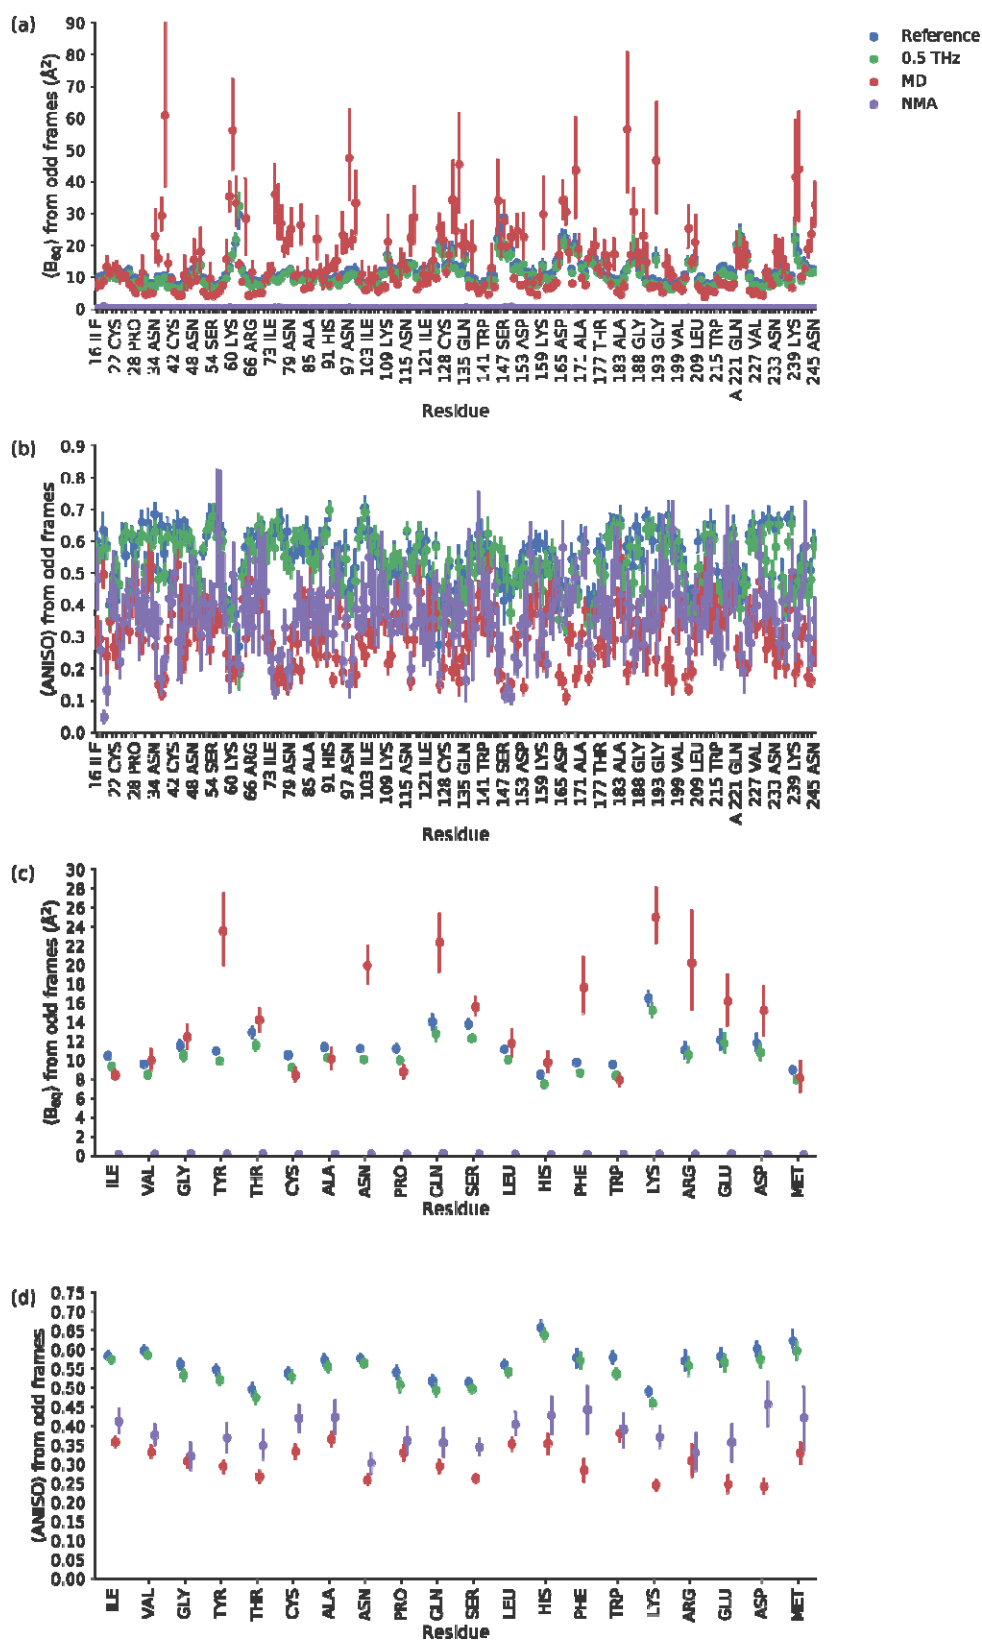 (a)
⟨Beq⟩ from odd frames (Å²)
90
80
70
60
50
40
30
20
10
0
22 CYS
28 PRO
34 ASN
42 CYS
48 ASN
54 SER
60 LYS
66 ARG
73 ILE
79 ASN
85 ALA
91 HIS
97 ASN
103 ILE
109 LYS
115 ASN
121 ILE
128 CYS
135 GLN
141 TRP
147 SER
153 ASP
159 LYS
165 ASP
171 ALA
177 THR
183 ALA
188 GLY
193 GLY
199 VAL
209 LEU
215 TRP
A 221 GLN
227 VAL
233 ASN
239 LYS
245 ASN
Residue
Reference
0.5 THz
MD
NMA
(b)
⟨ANISO⟩ from odd frames
0.9
0.8
0.7
0.6
0.5
0.4
0.3
0.2
0.1
0.0
22 CYS
28 PRO
34 ASN
42 CYS
48 ASN
54 SER
60 LYS
66 ARG
73 ILE
79 ASN
85 ALA
91 HIS
97 ASN
103 ILE
109 LYS
115 ASN
121 ILE
128 CYS
135 GLN
141 TRP
147 SER
153 ASP
159 LYS
165 ASP
171 ALA
177 THR
183 ALA
188 GLY
193 GLY
199 VAL
209 LEU
215 TRP
A 221 GLN
227 VAL
233 ASN
239 LYS
245 ASN
Residue
(c)
⟨Beq⟩ from odd frames (Å²)
30
28
26
24
22
20
18
16
14
12
10
8
6
4
2
0
ILE
VAL
GLY
TYR
THR
CYS
ALA
ASN
PRO
GLN
SER
LEU
HIS
PHE
TRP
LYS
ARG
GLU
ASP
MET
Residue
(d)
⟨ANISO⟩ from odd frames
0.75
0.70
0.65
0.60
0.55
0.50
0.45
0.40
0.35
0.30
0.25
0.20
0.15
0.10
0.05
0.00
ILE
VAL
GLY
TYR
THR
CYS
ALA
ASN
PRO
GLN
SER
LEU
HIS
PHE
TRP
LYS
ARG
GLU
ASP
MET
Residue